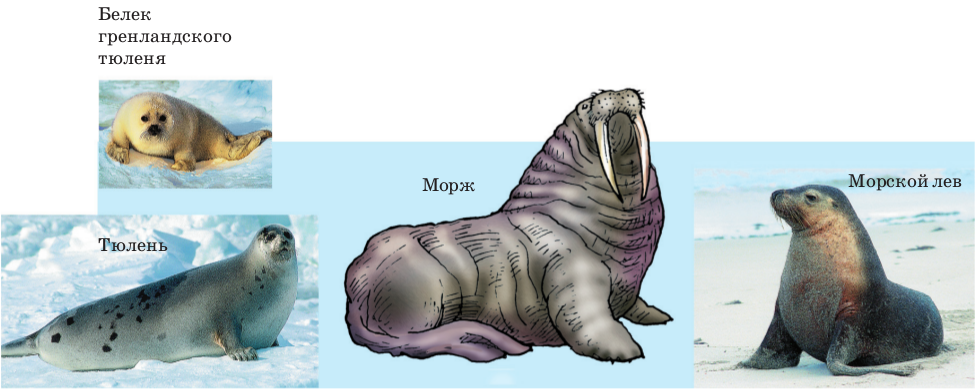 Белек
гренландского
тюленя
Морж
Морской лев
Тюлень